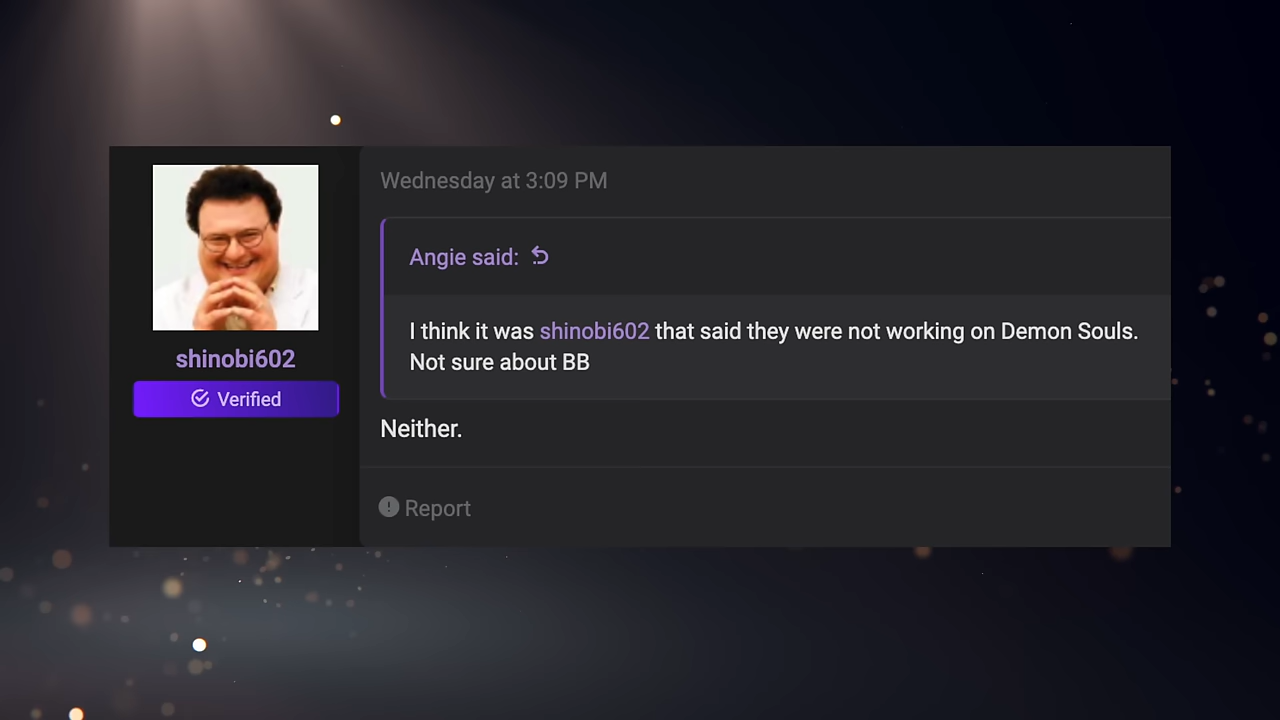 shinobi602
Verified
Wednesday at 3:09 PM
Angie said:
I think it was shinobi602 that said they were not working on Demon Souls.
Not sure about BB
Neither.
Report